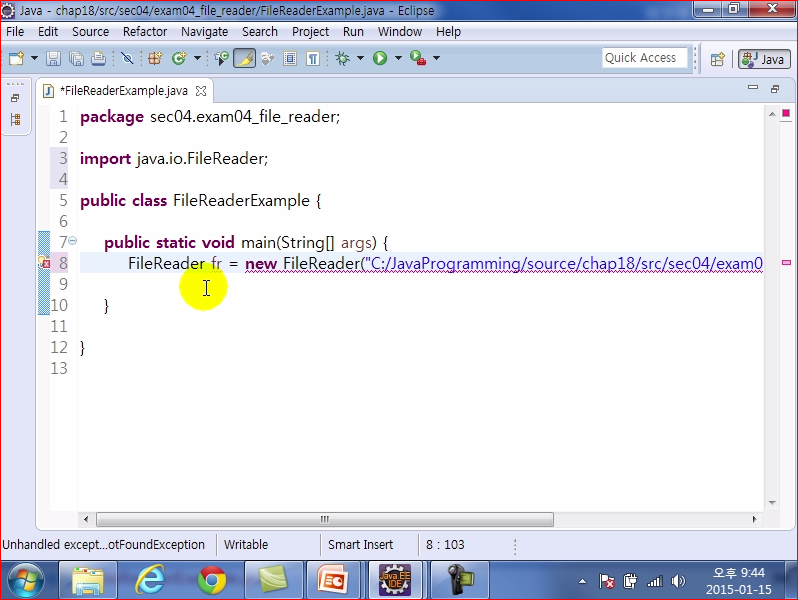 Java - chap18/src/sec04/exam04_file_reader/FileReaderExample.java - Eclipse
File Edit Source Refactor Navigate Search Project Run Window Help
Quick Access
Java
*FileReaderExample.java
1 package sec04.exam04_file_reader;
2
3 import java.io.FileReader;
4
5 public class FileReaderExample {
6
7 public static void main(String[] args) {
8 FileReader fr = new FileReader("C:/JavaProgramming/source/chap18/src/sec04/exam0
9
10 }
11
12 }
13
Unhandled except...otFoundException Writable Smart Insert 8 : 103
Java EE
IDE
오후 9:44
2015-01-15